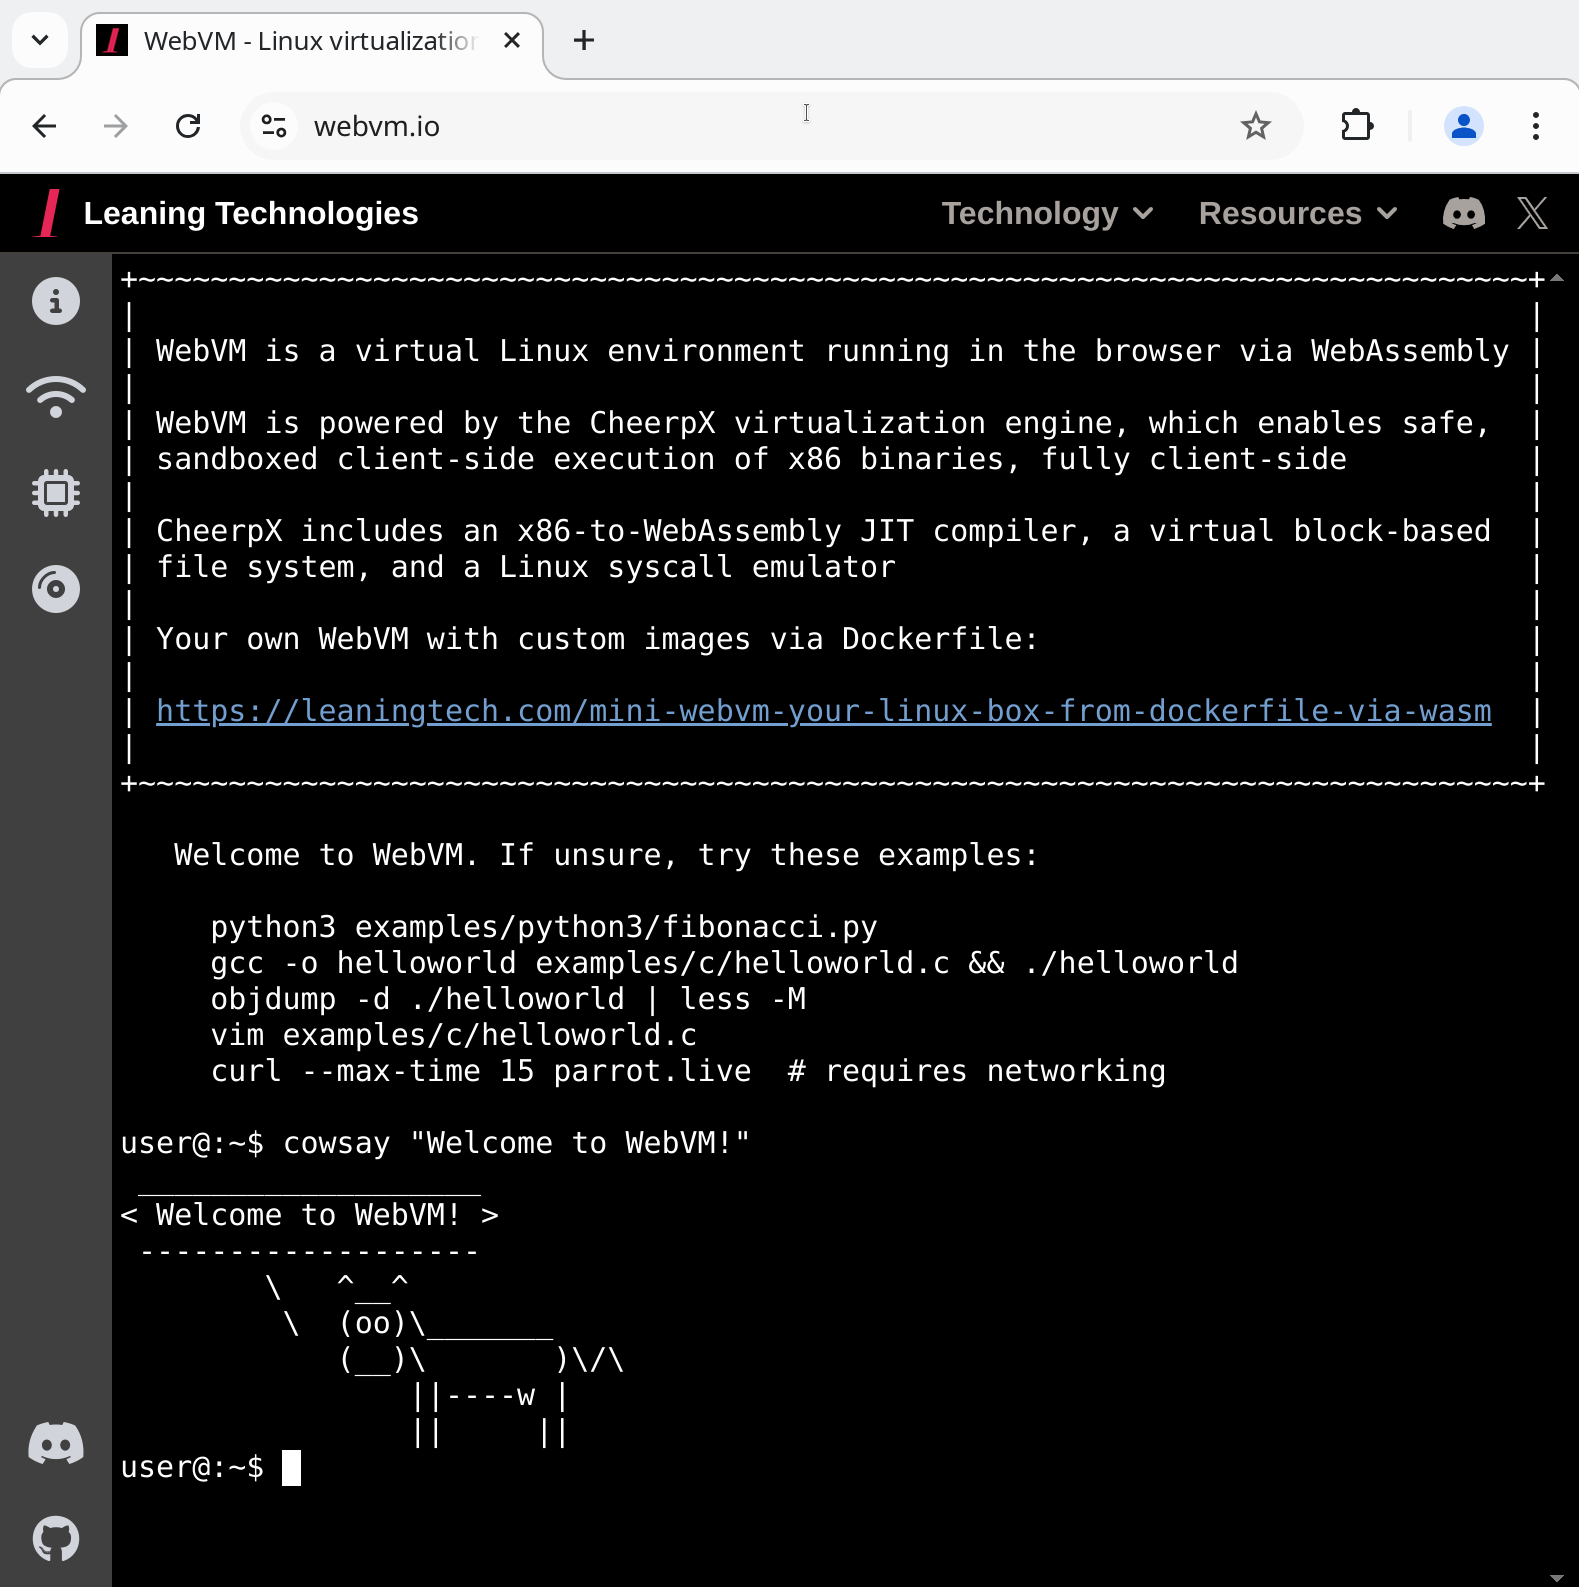 WebVM - Linux virtualization
webvm.io
Leaning Technologies
Technology
Resources
+~~~~~~~~~~~~~~~~~~~~~~~~~~~~~~~~~~~~~~~~~~~~~~~~~~~~~~~~~~~~~~~~~~~~~~~~~~~~~+
|                                                                             |
| WebVM is a virtual Linux environment running in the browser via WebAssembly |
|                                                                             |
| WebVM is powered by the CheerpX virtualization engine, which enables safe,  |
| sandboxed client-side execution of x86 binaries, fully client-side          |
|                                                                             |
| CheerpX includes an x86-to-WebAssembly JIT compiler, a virtual block-based  |
| file system, and a Linux syscall emulator                                   |
|                                                                             |
| Your own WebVM with custom images via Dockerfile:                           |
|                                                                             |
| https://leaningtech.com/mini-webvm-your-linux-box-from-dockerfile-via-wasm  |
|                                                                             |
+~~~~~~~~~~~~~~~~~~~~~~~~~~~~~~~~~~~~~~~~~~~~~~~~~~~~~~~~~~~~~~~~~~~~~~~~~~~~~+
   Welcome to WebVM. If unsure, try these examples:
     python3 examples/python3/fibonacci.py
     gcc -o helloworld examples/c/helloworld.c && ./helloworld
     objdump -d ./helloworld | less -M
     vim examples/c/helloworld.c
     curl --max-time 15 parrot.live  # requires networking
user@:~$ cowsay "Welcome to WebVM!"
 ___________________
< Welcome to WebVM! >
 -------------------
        \   ^__^
         \  (oo)\_______
            (__)\       )\/\
                ||----w |
                ||     ||
user@:~$